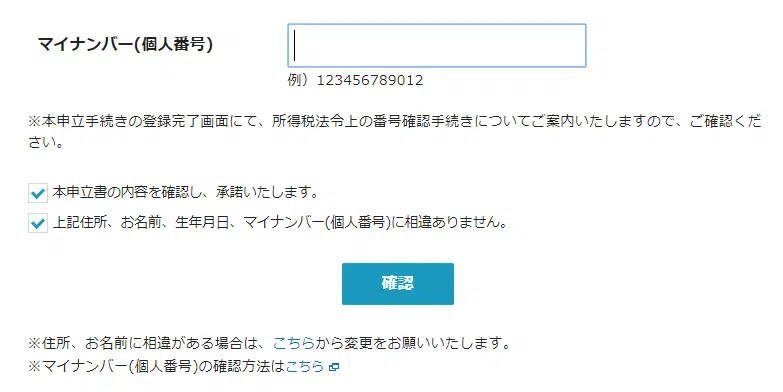 マイナンバー(個人番号)
例）123456789012
※本申立手続きの登録完了画面にて、所得税法令上の番号確認手続きについてご案内いたしますので、ご確認くだ
さい。
本申立書の内容を確認し、承諾いたします。
上記住所、お名前、生年月日、マイナンバー(個人番号)に相違ありません。
確認
※住所、お名前に相違がある場合は、こちらから変更をお願いいたします。
※マイナンバー(個人番号)の確認方法はこちら